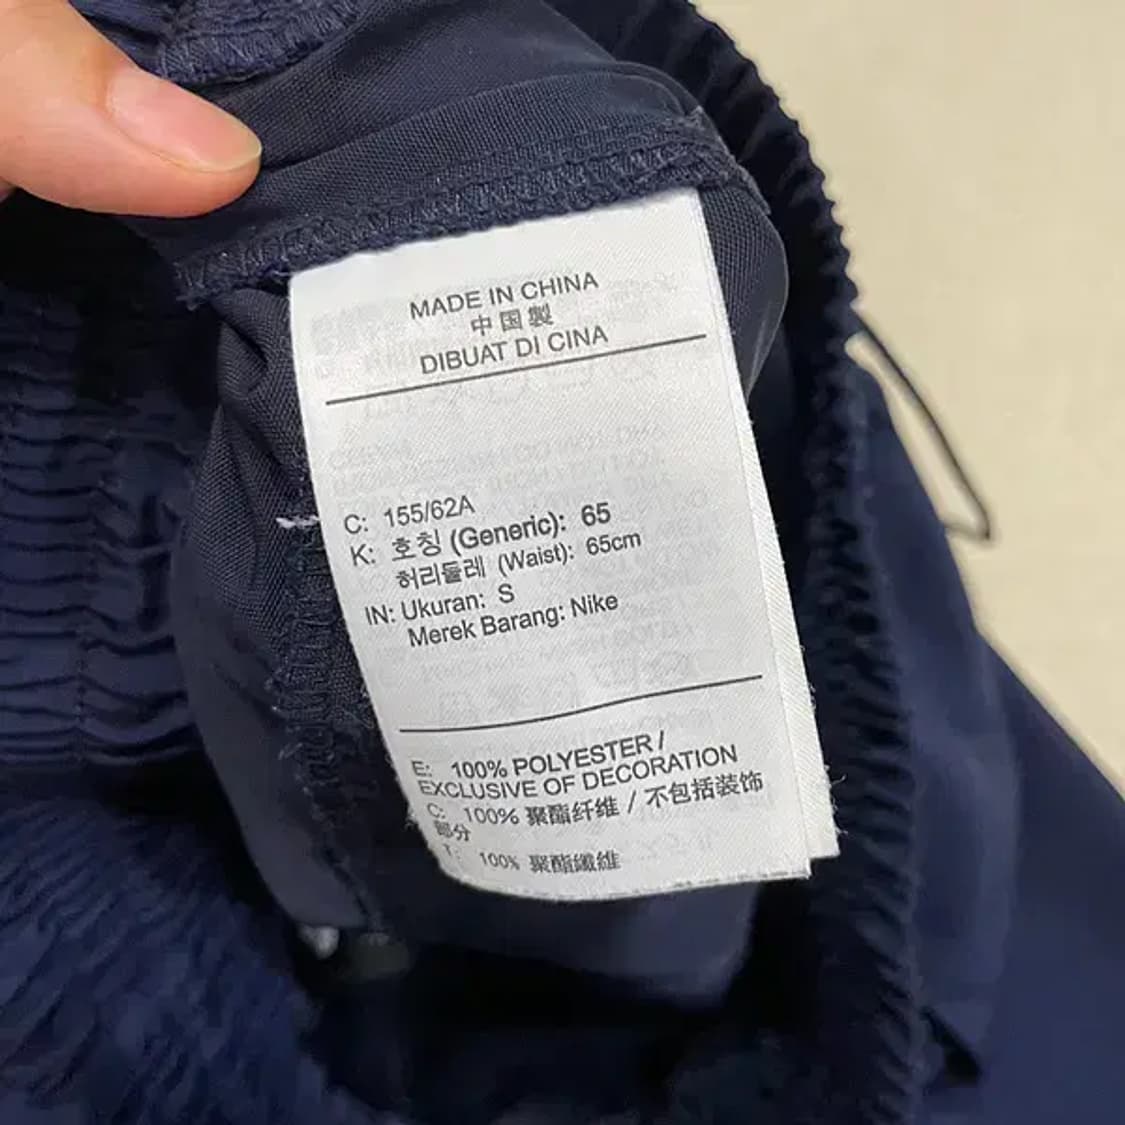 MADE IN CHINA
中国製
DIBUAT DI CINA
C: 155/62A
K: 호칭 (Generic): 65
허리둘레 (Waist): 65cm
IN: Ukuran: S
Merek Barang: Nike
E: 100% POLYESTER /
EXCLUSIVE OF DECORATION
C: 100% 聚酯纤维 / 不包括装饰
部分
T: 100% 聚酯纖維